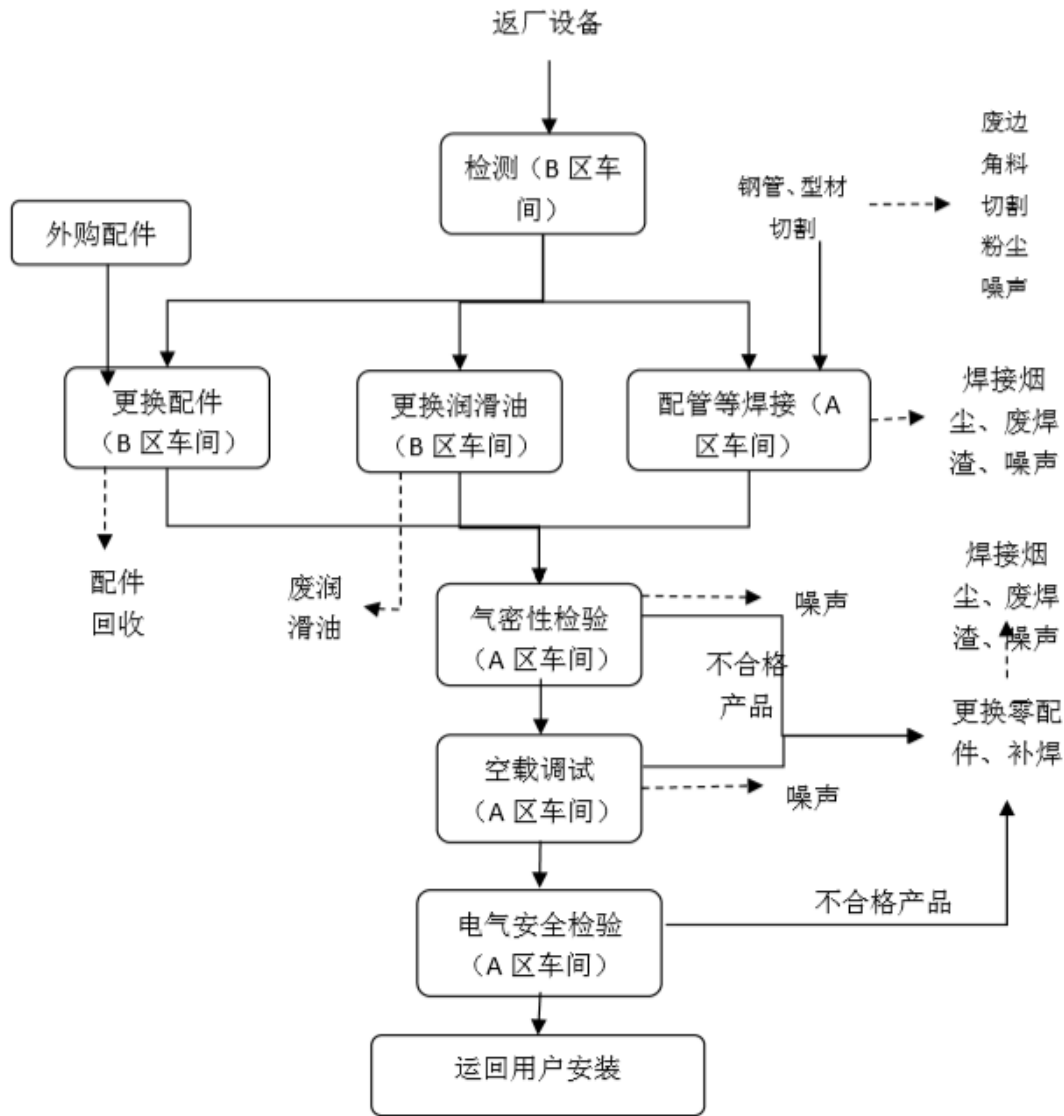 返厂设备
检测（B 区车
间）
外购配件
钢管、型材
切割
废边
角料
切割
粉尘
噪声
更换配件
（B 区车间）
更换润滑油
（B 区车间）
配管等焊接（A
区车间）
焊接烟
尘、废焊
渣、噪声
配件
回收
废润
滑油
气密性检验
（A 区车间）
噪声
不合格
产品
焊接烟
尘、废焊
渣、噪声
更换零配
件、补焊
空载调试
（A 区车间）
噪声
电气安全检验
（A 区车间）
不合格产品
运回用户安装